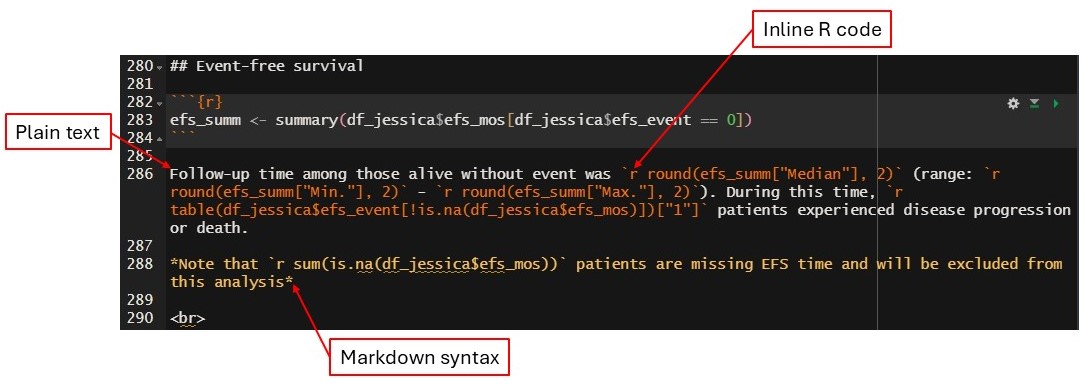 Inline R code
280 ## Event-free survival
281
282 ```{r}
Plain text
283 efs_summ <- summary(df_jessica$efs_mos[df_jessica$efs_event == 0])
284 ```
285
286 Follow-up time among those alive without event was `r round(efs_summ["Median"], 2)` (range: `r
round(efs_summ["Min."], 2)` - `r round(efs_summ["Max."], 2)`). During this time, `r
table(df_jessica$efs_event[!is.na(df_jessica$efs_mos)])["1"]` patients experienced disease progression
or death.
287
288 *Note that `r sum(is.na(df_jessica$efs_mos))` patients are missing EFS time and will be excluded from
this analysis*
289
290 <br>
Markdown syntax